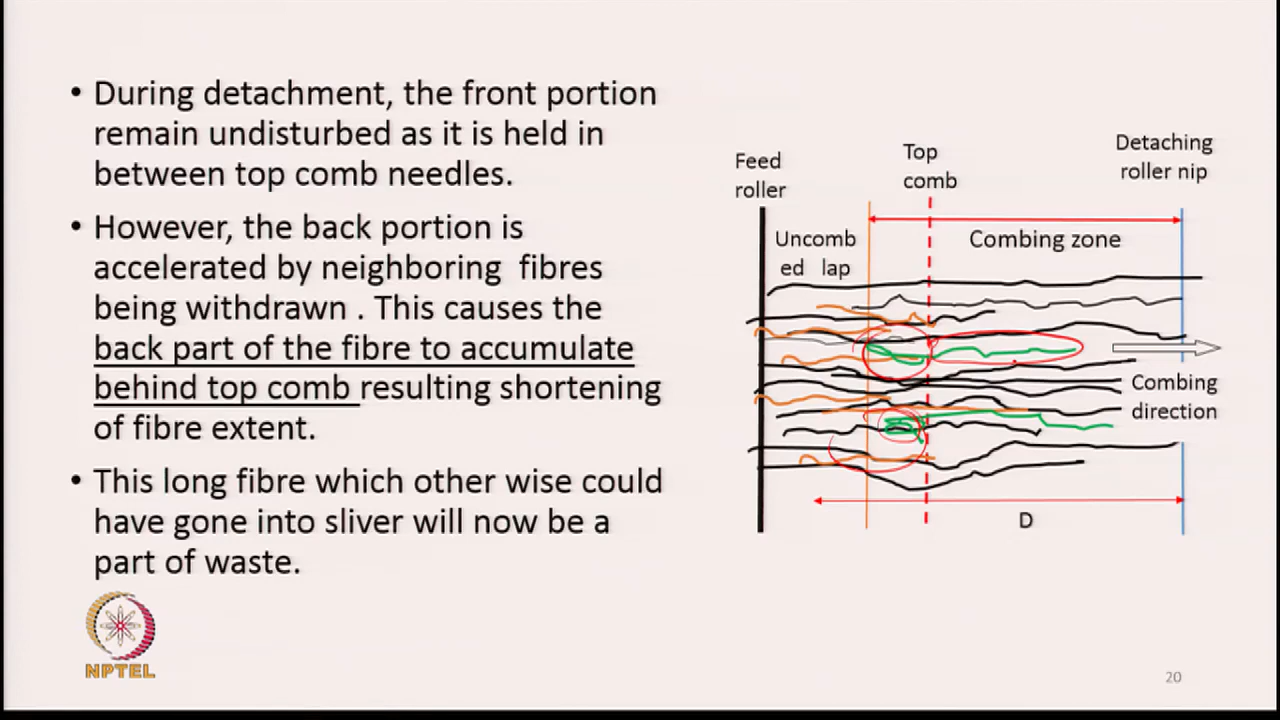 • During detachment, the front portion
remain undisturbed as it is held in
between top comb needles.
• However, the back portion is
accelerated by neighboring fibres
being withdrawn . This causes the
back part of the fibre to accumulate
behind top comb resulting shortening
of fibre extent.
• This long fibre which other wise could
have gone into sliver will now be a
part of waste.
Feed
roller
Top
comb
Detaching
roller nip
Uncomb
ed lap
Combing zone
Combing
direction
D
NPTEL
20